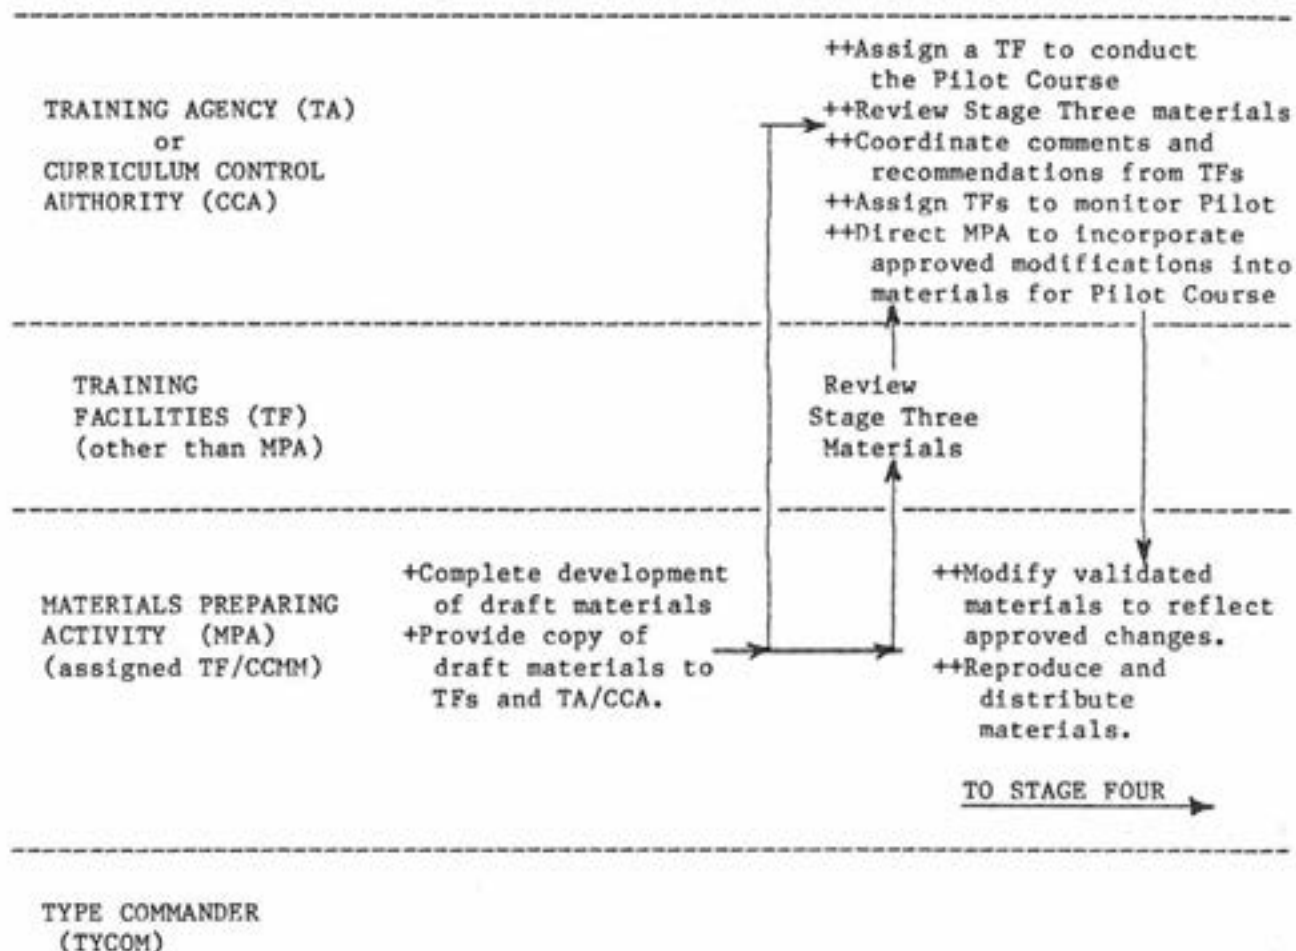 TRAINING AGENCY (TA)
or
CURRICULUM CONTROL
AUTHORITY (CCA)
++Assign a TF to conduct
the Pilot Course
++Review Stage Three materials
++Coordinate comments and
recommendations from TFs
++Assign TFs to monitor Pilot
++Direct MPA to incorporate
approved modifications into
materials for Pilot Course
TRAINING
FACILITIES (TF)
(other than MPA)
Review
Stage Three
Materials
MATERIALS PREPARING
ACTIVITY (MPA)
(assigned TF/CCMM)
+Complete development
of draft materials
+Provide copy of
draft materials to
TFs and TA/CCA.
++Modify validated
materials to reflect
approved changes.
++Reproduce and
distribute
materials.
TO STAGE FOUR
TYPE COMMANDER
(TYCOM)